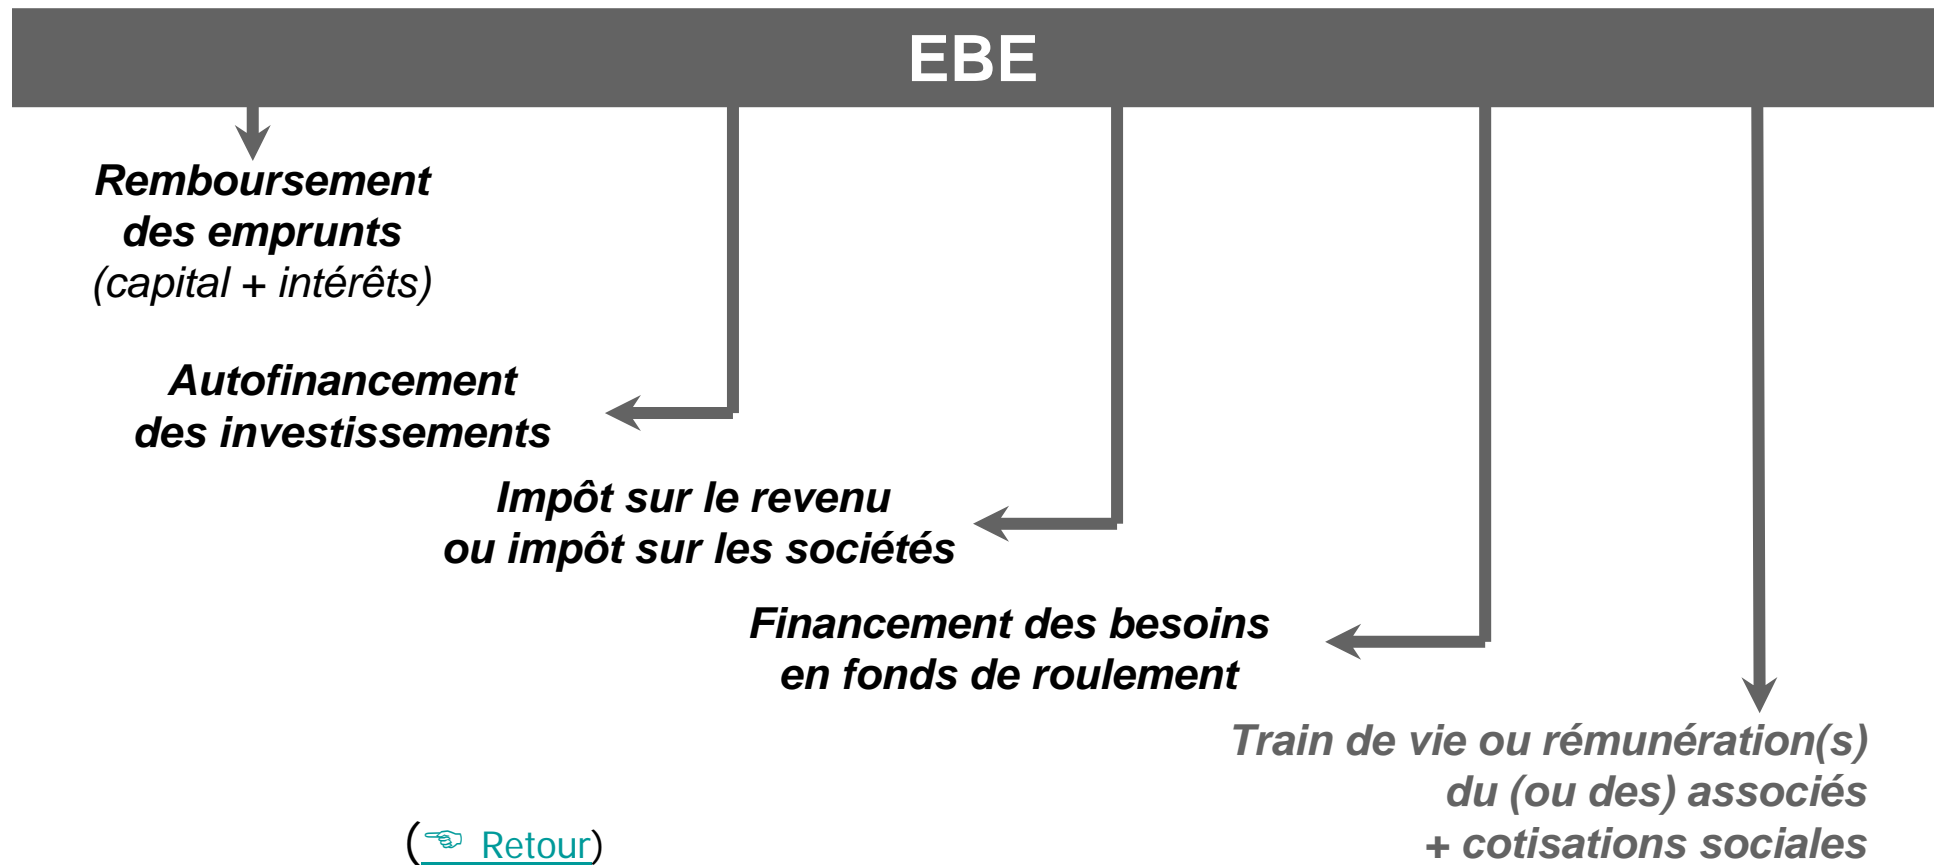 EBE
Remboursement
des emprunts
(capital + intérêts)
Autofinancement
des investissements
Impôt sur le revenu
ou impôt sur les sociétés
Financement des besoins
en fonds de roulement
Train de vie ou rémunération(s)
du (ou des) associés
+ cotisations sociales
(☜ Retour)